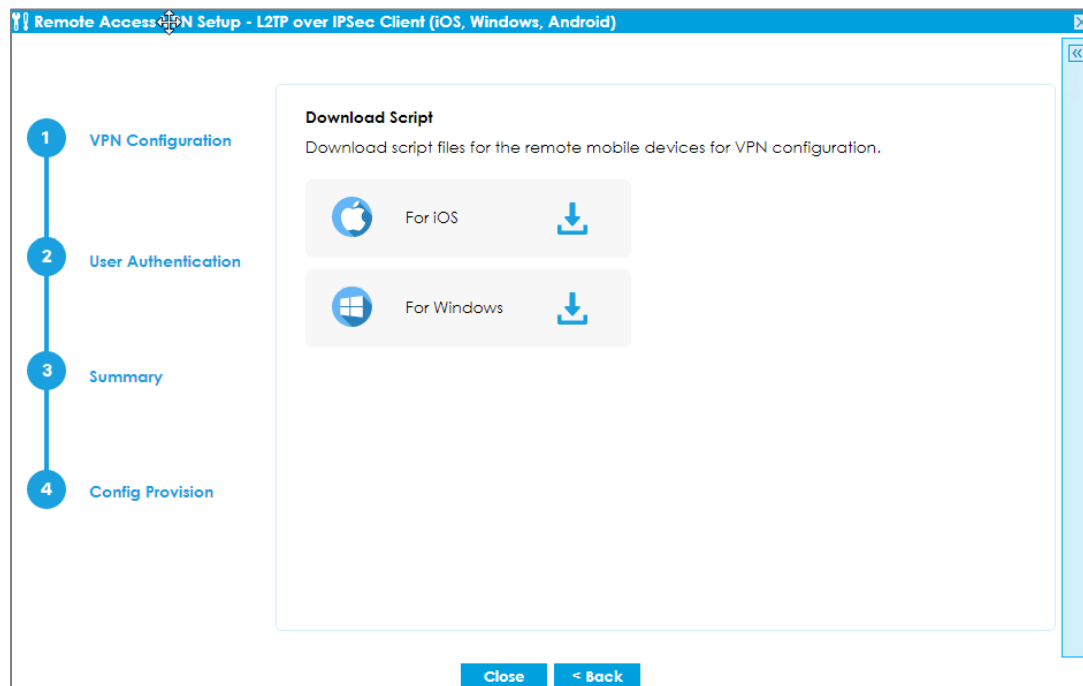 Remote Access VPN Setup - L2TP over IPSec Client (iOS, Windows, Android)
Download Script
Download script files for the remote mobile devices for VPN configuration.
1 VPN Configuration
For iOS
2 User Authentication
For Windows
3 Summary
4 Config Provision
Close < Back